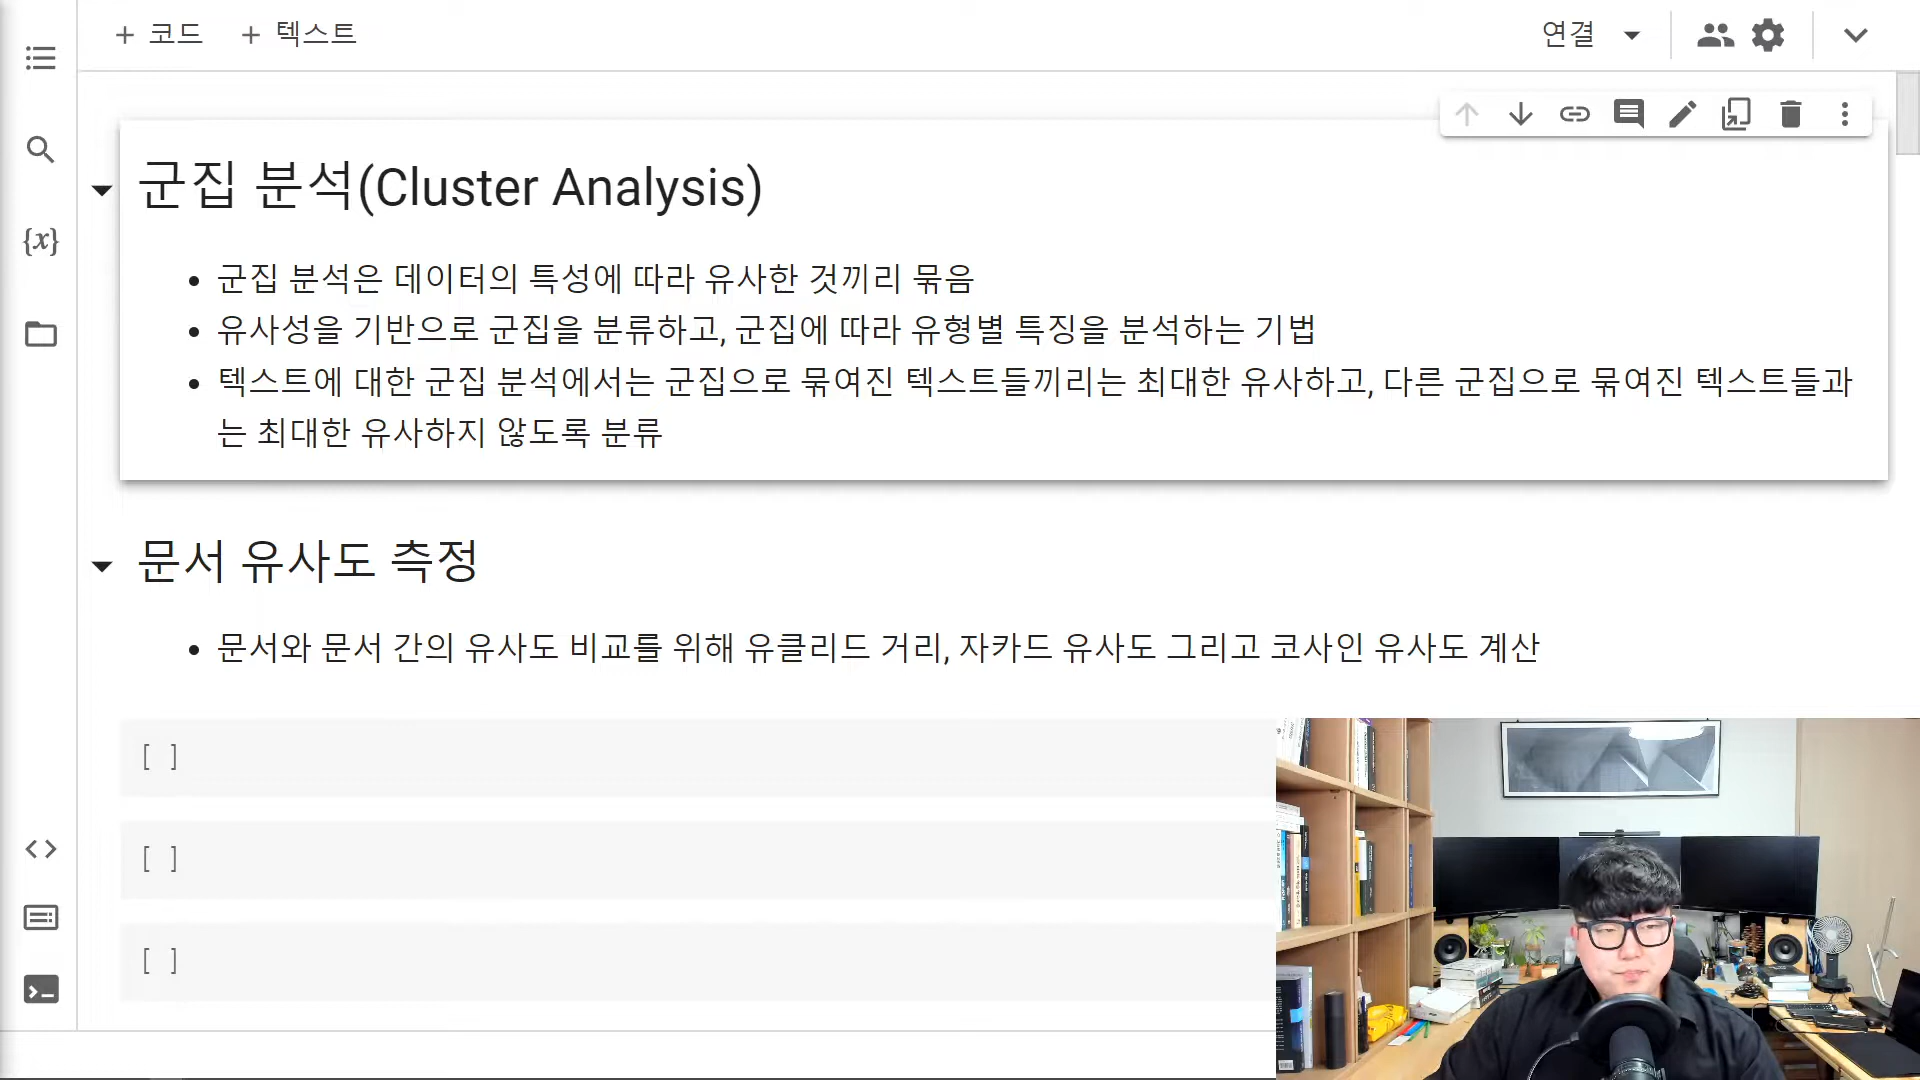 + 코드 + 텍스트
연결
{x}
군집 분석(Cluster Analysis)
군집 분석은 데이터의 특성에 따라 유사한 것끼리 묶음
유사성을 기반으로 군집을 분류하고, 군집에 따라 유형별 특징을 분석하는 기법
텍스트에 대한 군집 분석에서는 군집으로 묶여진 텍스트들끼리는 최대한 유사하고, 다른 군집으로 묶여진 텍스트들과
는 최대한 유사하지 않도록 분류
문서 유사도 측정
문서와 문서 간의 유사도 비교를 위해 유클리드 거리, 자카드 유사도 그리고 코사인 유사도 계산
[ ]
[ ]
[ ]